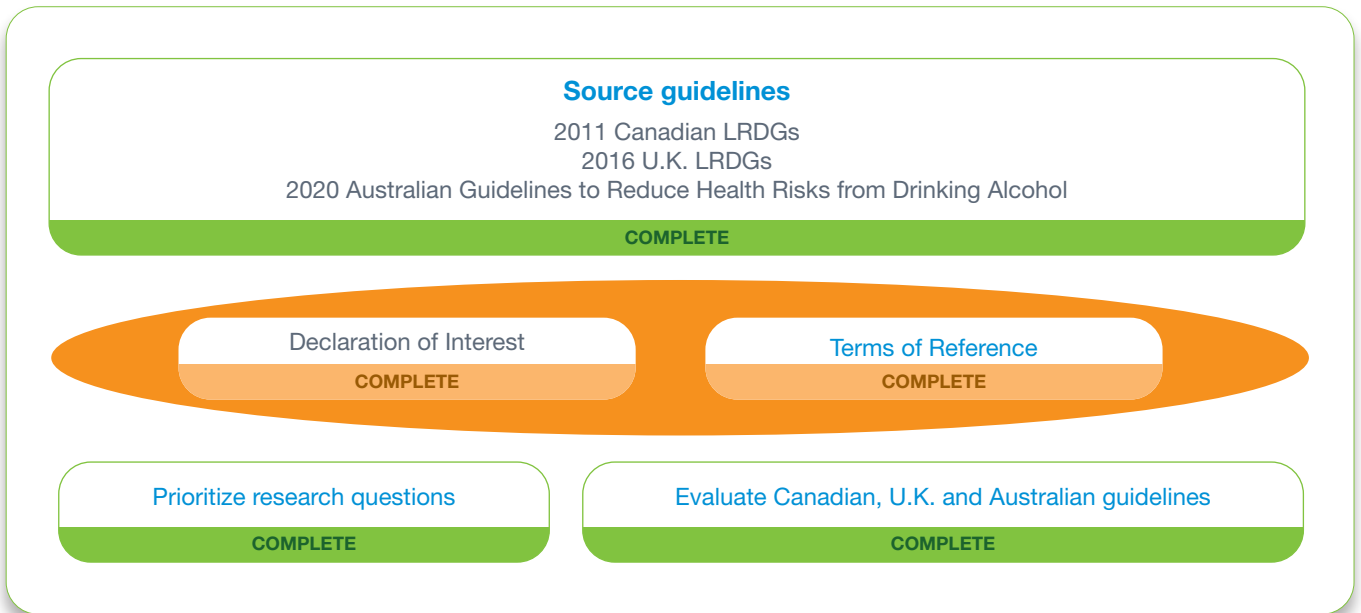 Source guidelines
2011 Canadian LRDGs
2016 U.K. LRDGs
2020 Australian Guidelines to Reduce Health Risks from Drinking Alcohol
COMPLETE
Declaration of Interest
COMPLETE
Terms of Reference
COMPLETE
Prioritize research questions
COMPLETE
Evaluate Canadian, U.K. and Australian guidelines
COMPLETE